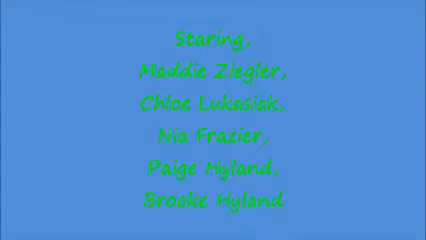 Staring,
Maddie Ziegler,
Chloe Lukasiak,
Nia Frazier,
Paige Hyland,
Brooke Hyland